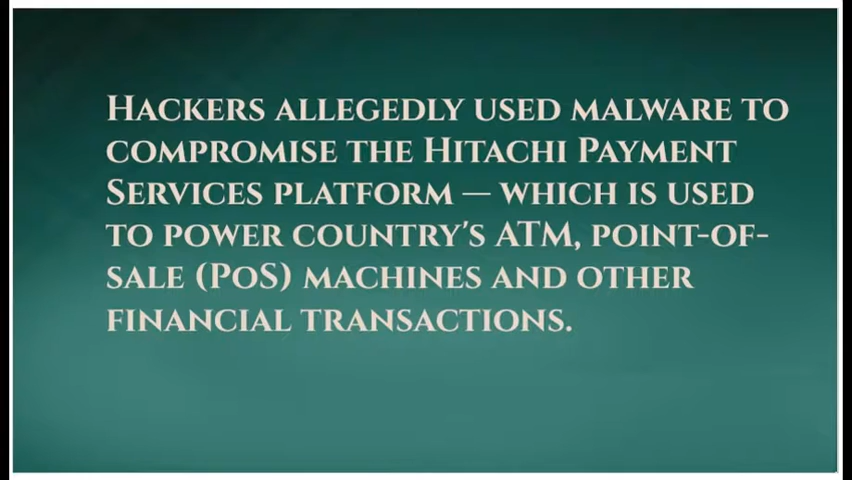 Hackers allegedly used malware to
compromise the Hitachi Payment
Services platform — which is used
to power country's ATM, point-of-
sale (PoS) machines and other
financial transactions.